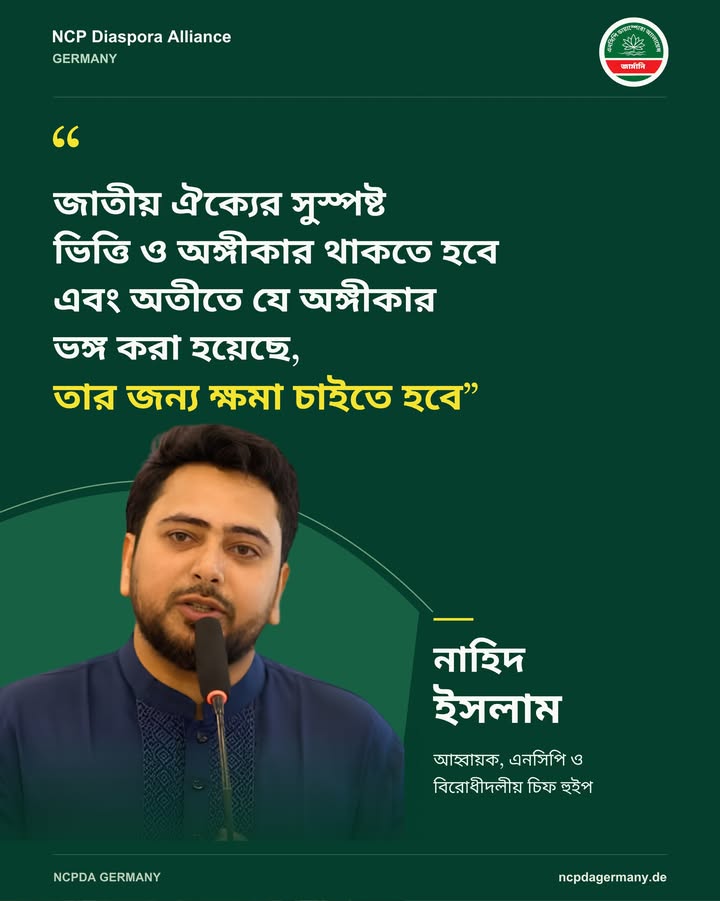 NCP Diaspora Alliance
GERMANY
এনসিপি ডায়াস্পোরা অ্যালায়েন্স
জার্মানি
“
জাতীয় ঐক্যের সুস্পষ্ট
ভিত্তি ও অঙ্গীকার থাকতে হবে
এবং অতীতে যে অঙ্গীকার
ভঙ্গ করা হয়েছে,
তার জন্য ক্ষমা চাইতে হবে”
নাহিদ
ইসলাম
আহ্বায়ক, এনসিপি ও
বিরোধীদলীয় চিফ হুইপ
NCPDA GERMANY
ncpdagermany.de